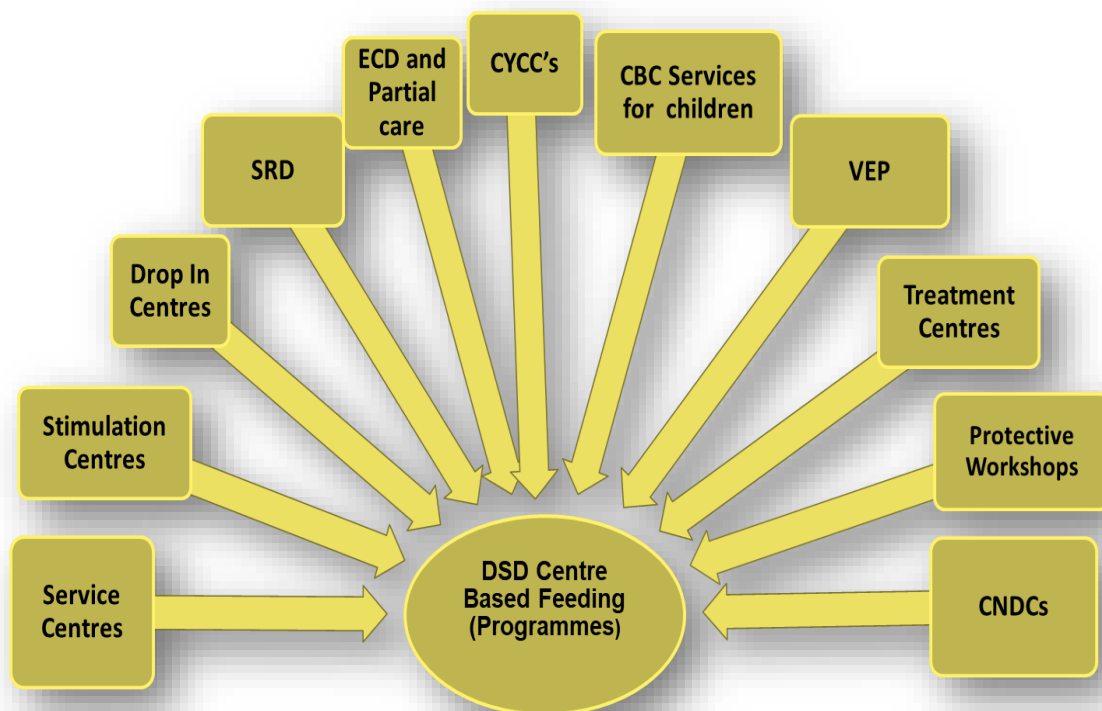 ECD and
Partial
care
CYCC's
CBC Services
for children
SRD
VEP
Drop In
Centres
Treatment
Centres
Stimulation
Centres
Protective
Workshops
Service
Centres
DSD Centre
Based Feeding
(Programmes)
CNDCs